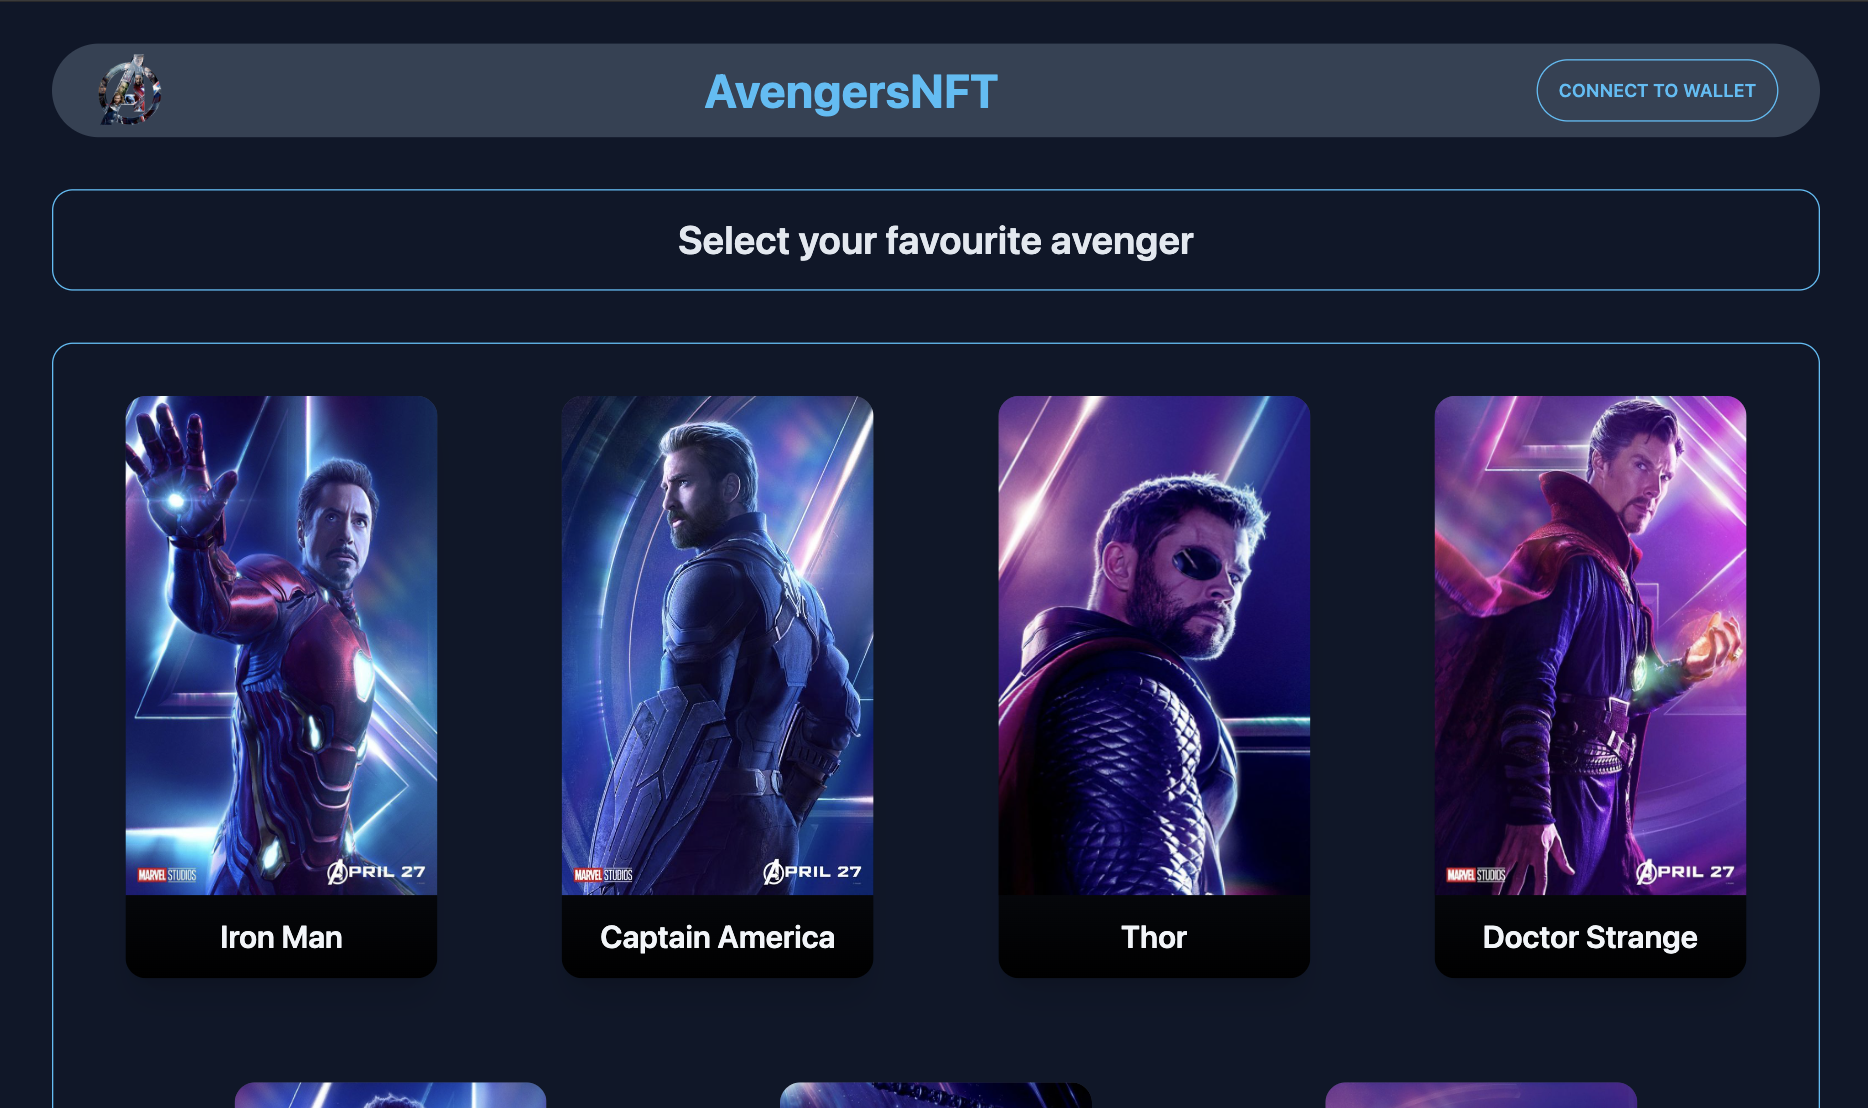 AvengersNFT
CONNECT TO WALLET
Select your favourite avenger
MARVEL STUDIOS
APRIL 27
MARVEL STUDIOS
APRIL 27
MARVEL STUDIOS
APRIL 27
Iron Man
Captain America
Thor
Doctor Strange